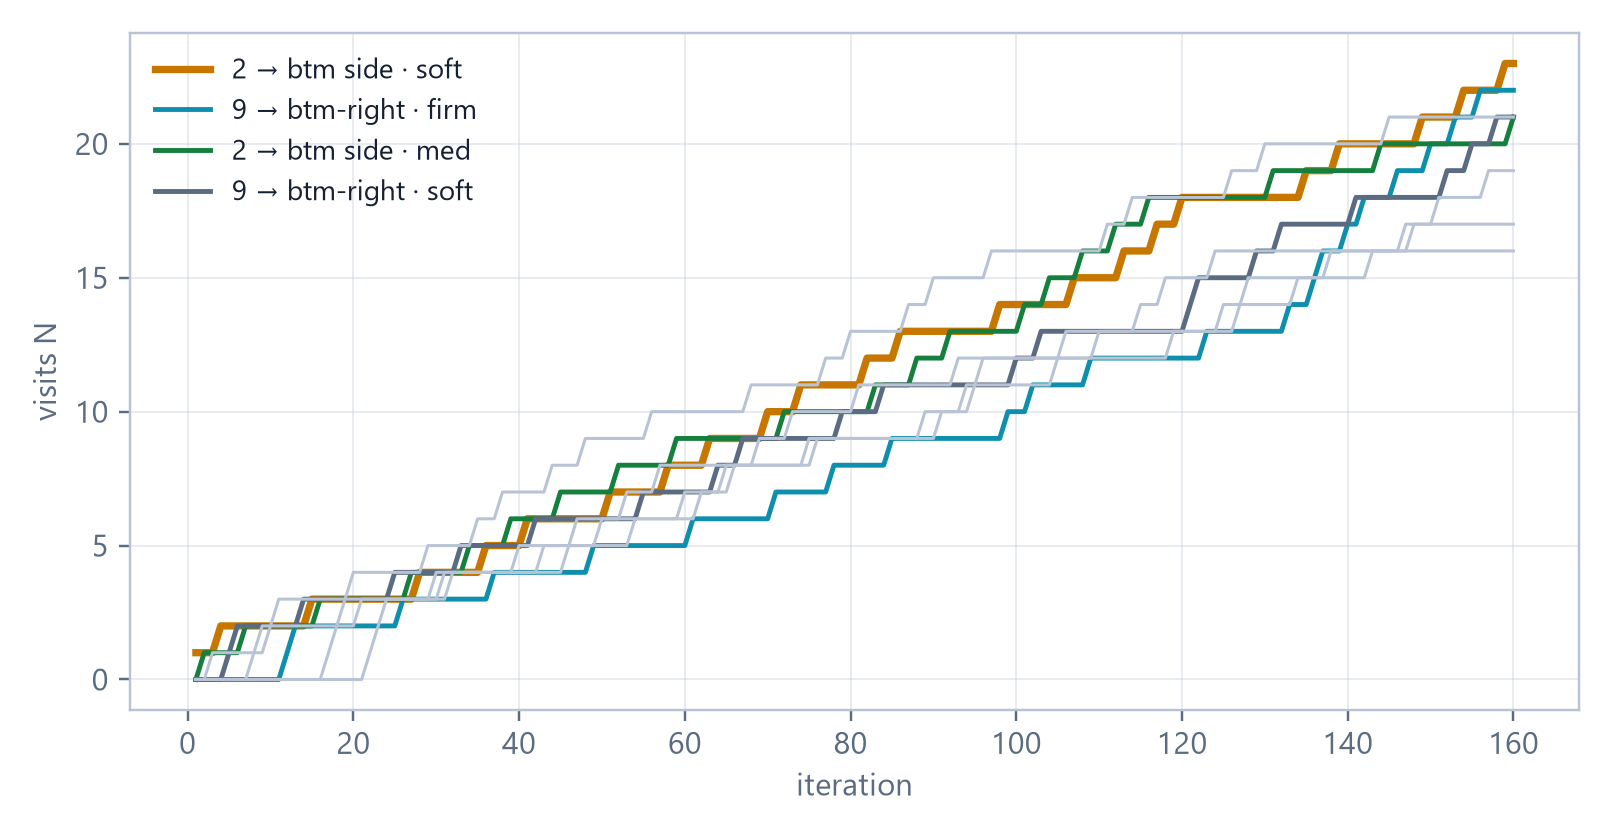 2 → btm side · soft
9 → btm-right · firm
2 → btm side · med
9 → btm-right · soft
20
15
10
5
0
visits N
0 20 40 60 80 100 120 140 160
iteration